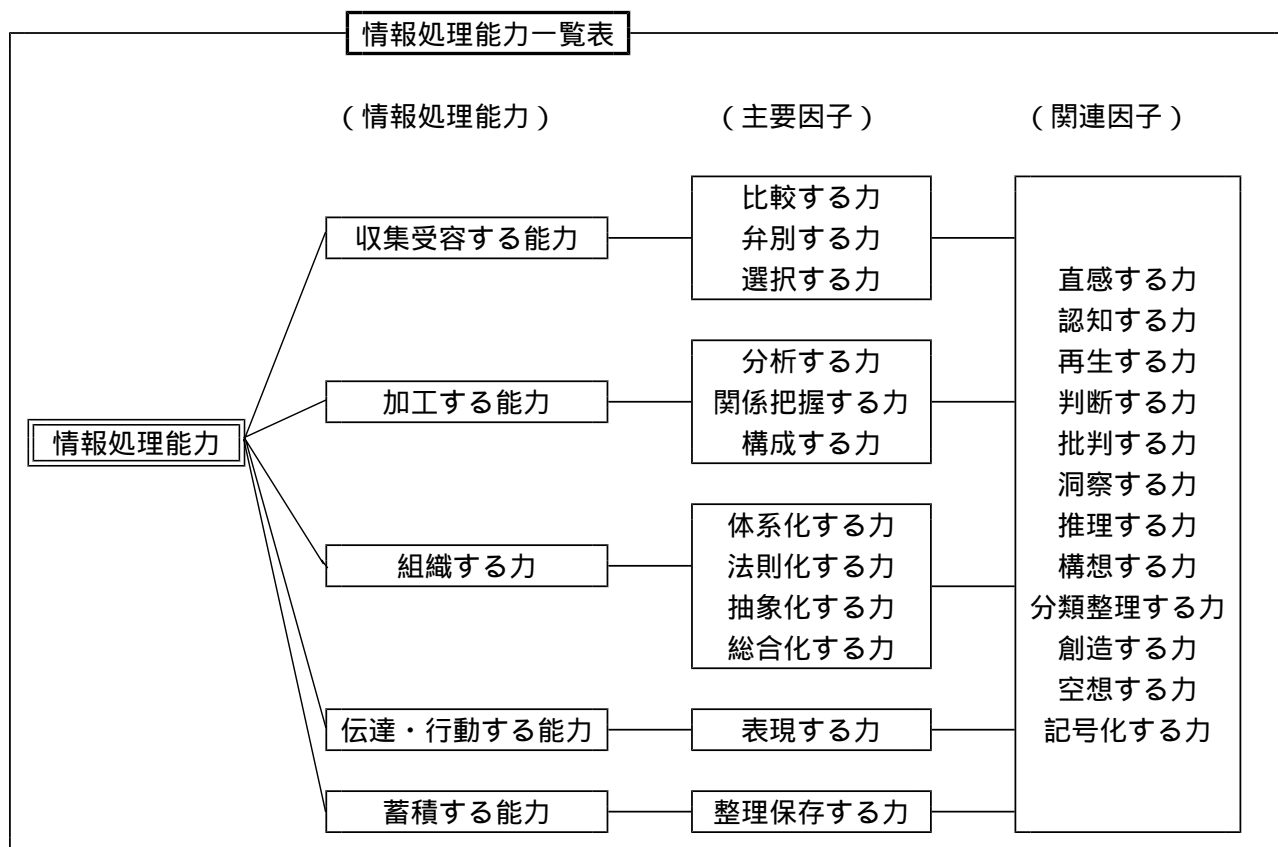 情報処理能力一覧表
（情報処理能力）
（主要因子）
（関連因子）
情報処理能力
収集受容する能力
比較する力
弁別する力
選択する力
加工する能力
分析する力
関係把握する力
構成する力
組織する力
体系化する力
法則化する力
抽象化する力
総合化する力
伝達・行動する能力
表現する力
蓄積する能力
整理保存する力
直感する力
認知する力
再生する力
判断する力
批判する力
洞察する力
推理する力
構想する力
分類整理する力
創造する力
空想する力
記号化する力